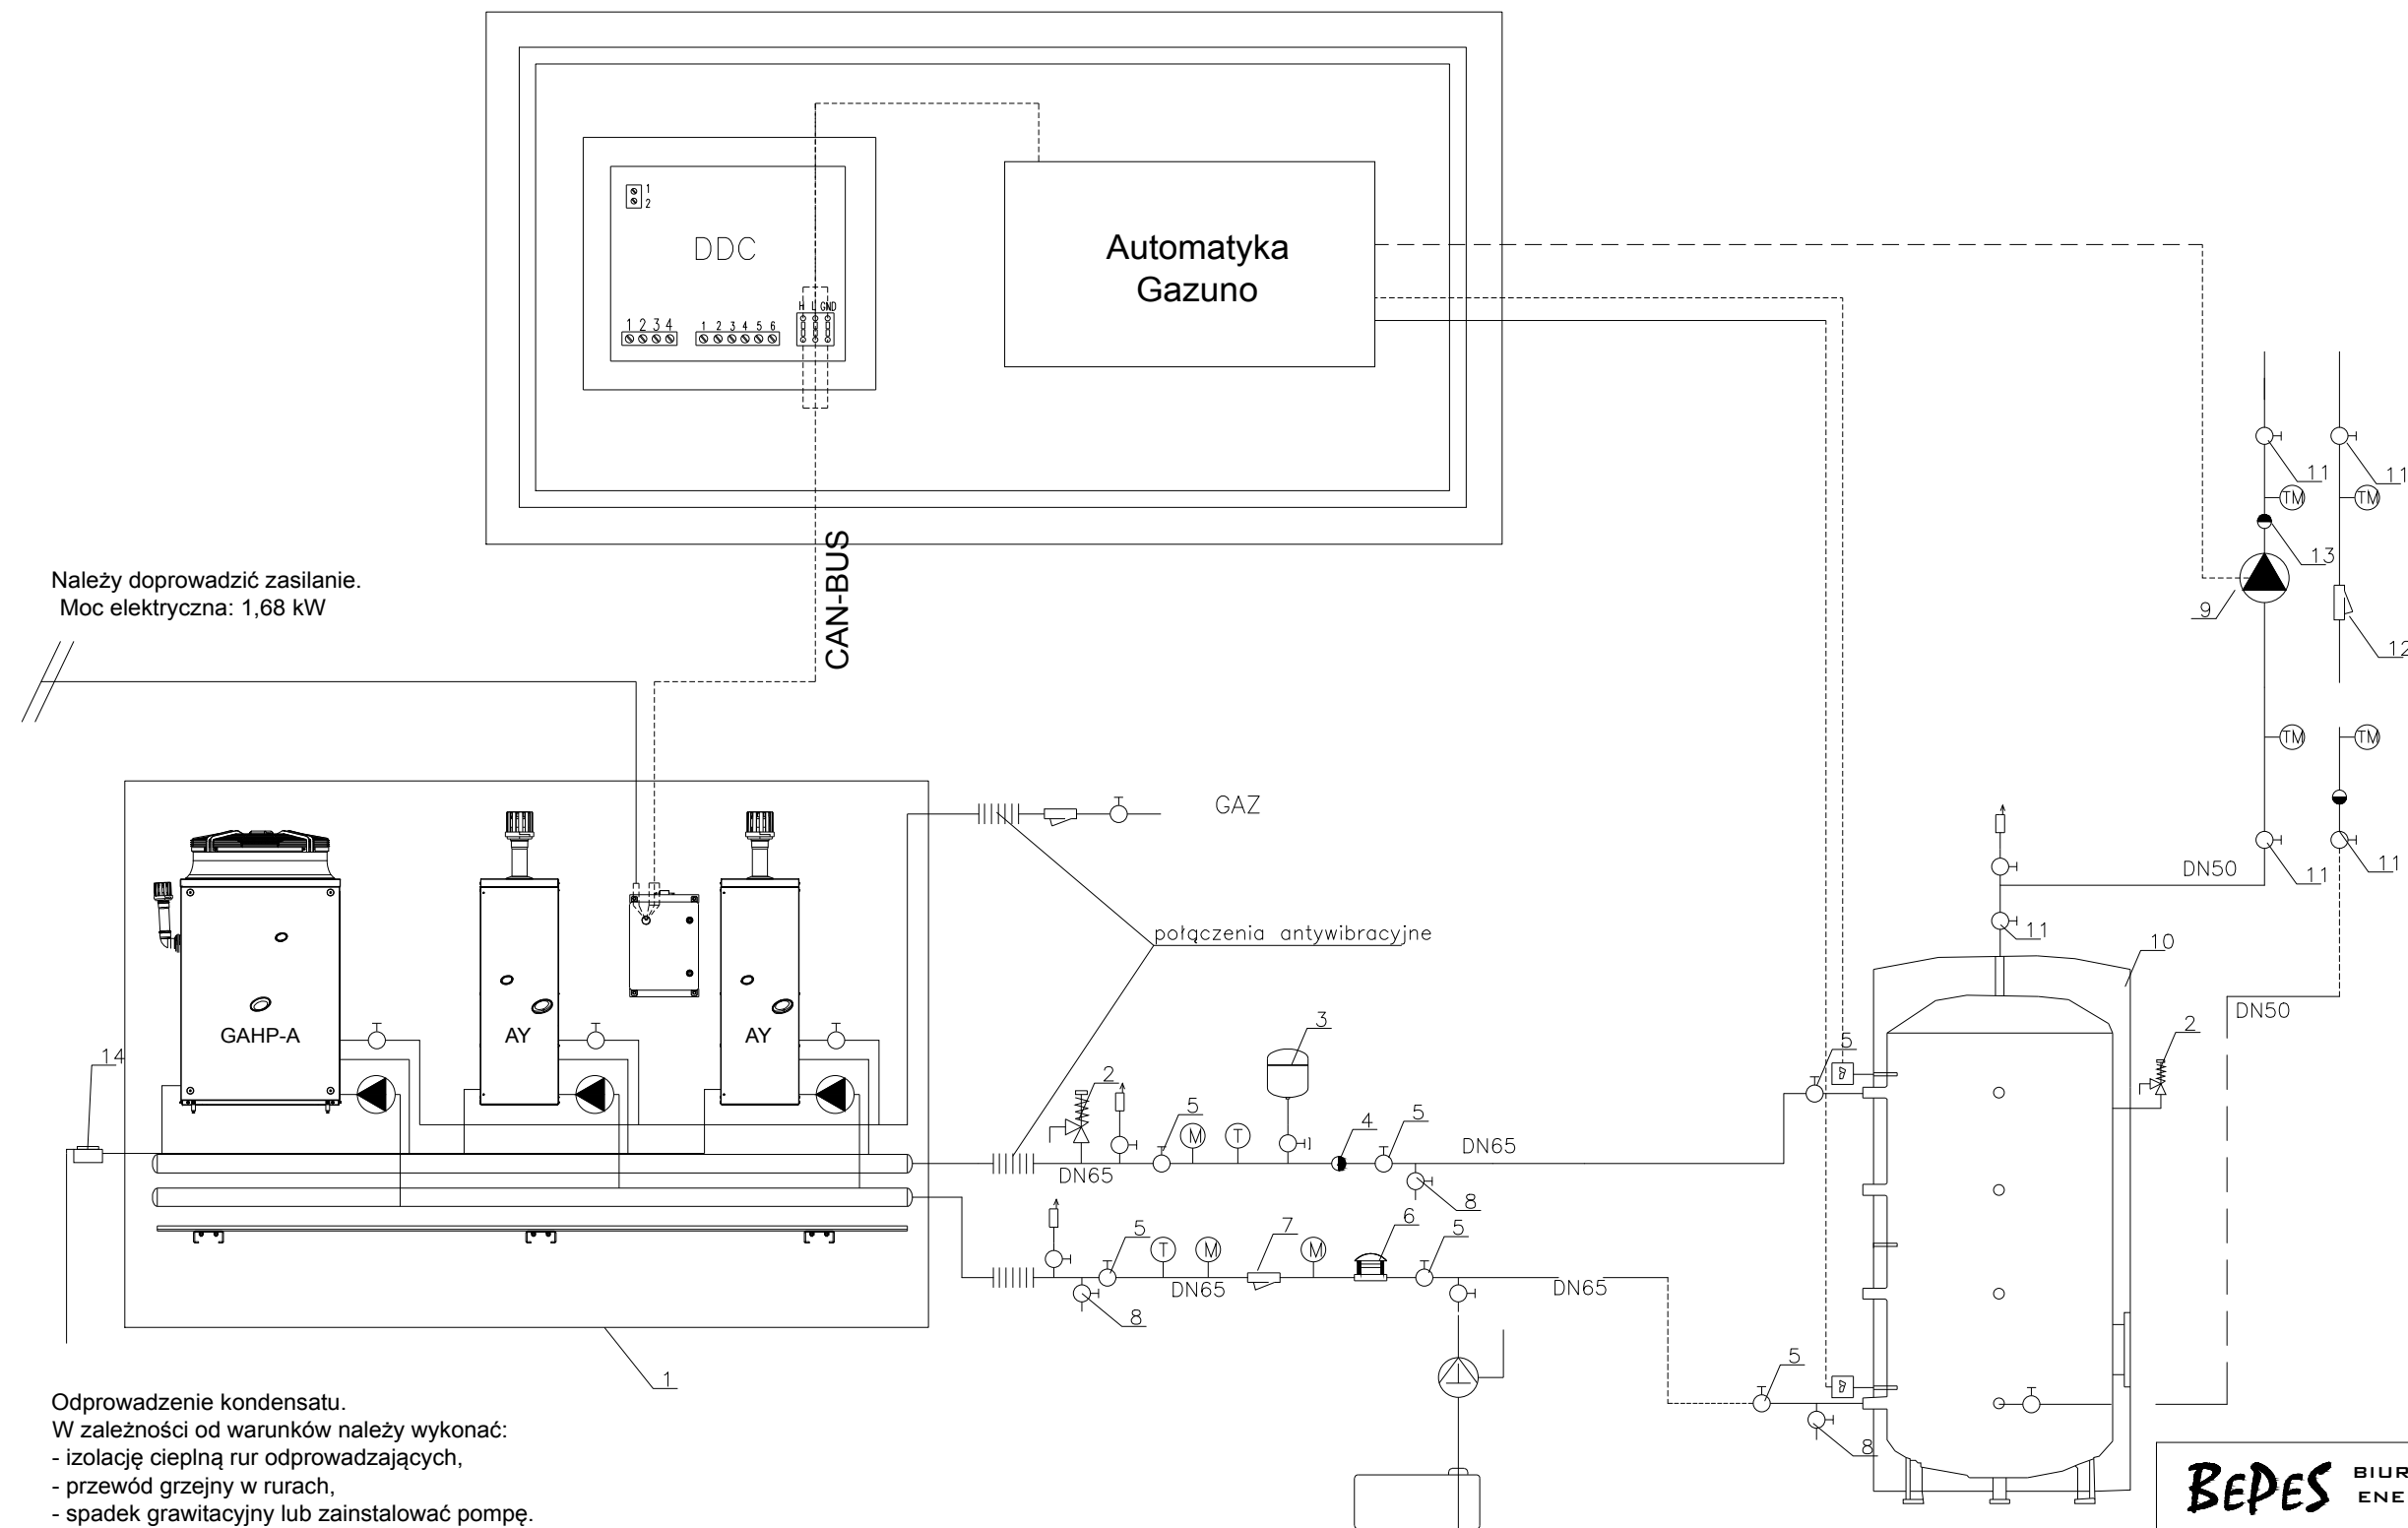 1
2
DDC
H L GND
1 2 3 4
1 2 3 4 5 6
Automatyka
Gazuno
CAN-BUS
Należy doprowadzić zasilanie.
Moc elektryczna: 1,68 kW
11
11
TM
TM
13
9
12
TM
TM
11
11
DN50
GAZ
połączenia antywibracyjne
11
10
DN50
2
GAHP-A
AY
AY
14
3
2
5
M
T
4
5
DN65
DN65
8
5
5
T
M
7
M
6
5
DN65
DN65
8
5
8
1
Odprowadzenie kondensatu.
W zależności od warunków należy wykonać:
- izolację cieplną rur odprowadzających,
- przewód grzejny w rurach,
- spadek grawitacyjny lub zainstalować pompę.
BEPES
BIUR
ENE